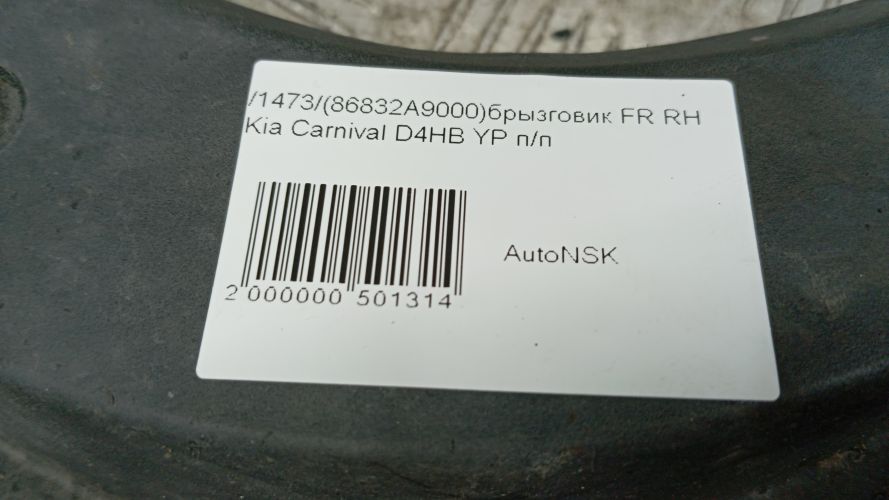 /1473/(86832A9000)брызговик FR RH
Kia Carnival D4HB YP п/п
AutoNSK
2 000000 501314